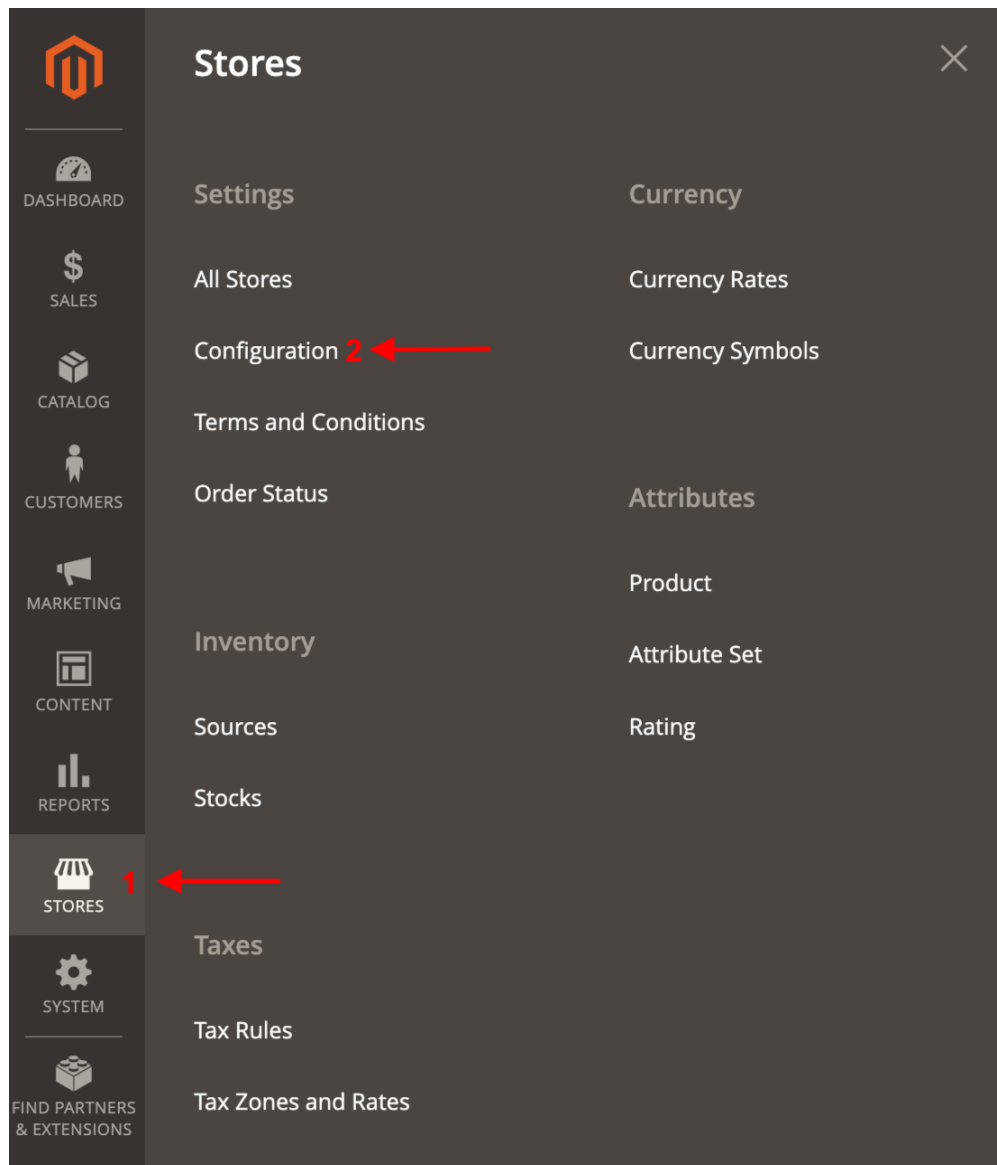 DASHBOARD
$
SALES
CATALOG
CUSTOMERS
MARKETING
CONTENT
REPORTS
STORES 1
SYSTEM
FIND PARTNERS
& EXTENSIONS
Stores
Settings
All Stores
Configuration 2
Terms and Conditions
Order Status
Inventory
Sources
Stocks
Taxes
Tax Rules
Tax Zones and Rates
Currency
Currency Rates
Currency Symbols
Attributes
Product
Attribute Set
Rating